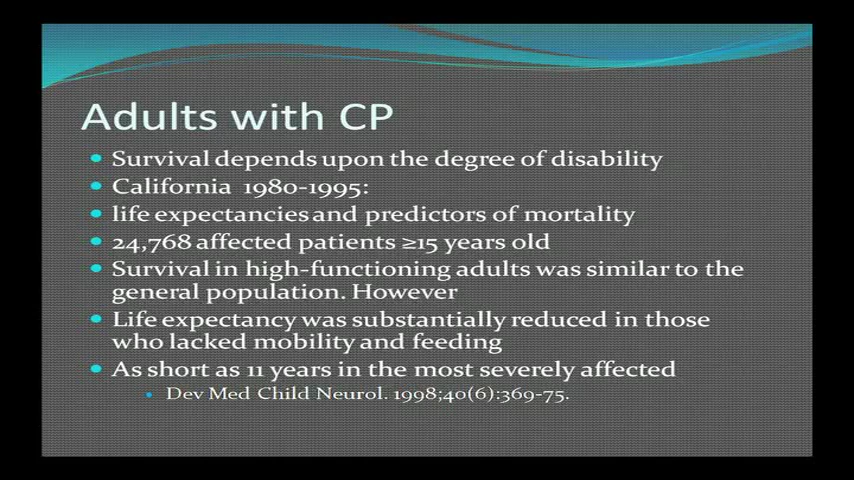 Adults with CP
• Survival depends upon the degree of disability
• California 1980-1995:
• life expectancies and predictors of mortality
• 24,768 affected patients ≥15 years old
• Survival in high-functioning adults was similar to the
general population. However
• Life expectancy was substantially reduced in those
who lacked mobility and feeding
• As short as 11 years in the most severely affected
• Dev Med Child Neurol. 1998;40(6):369-75.